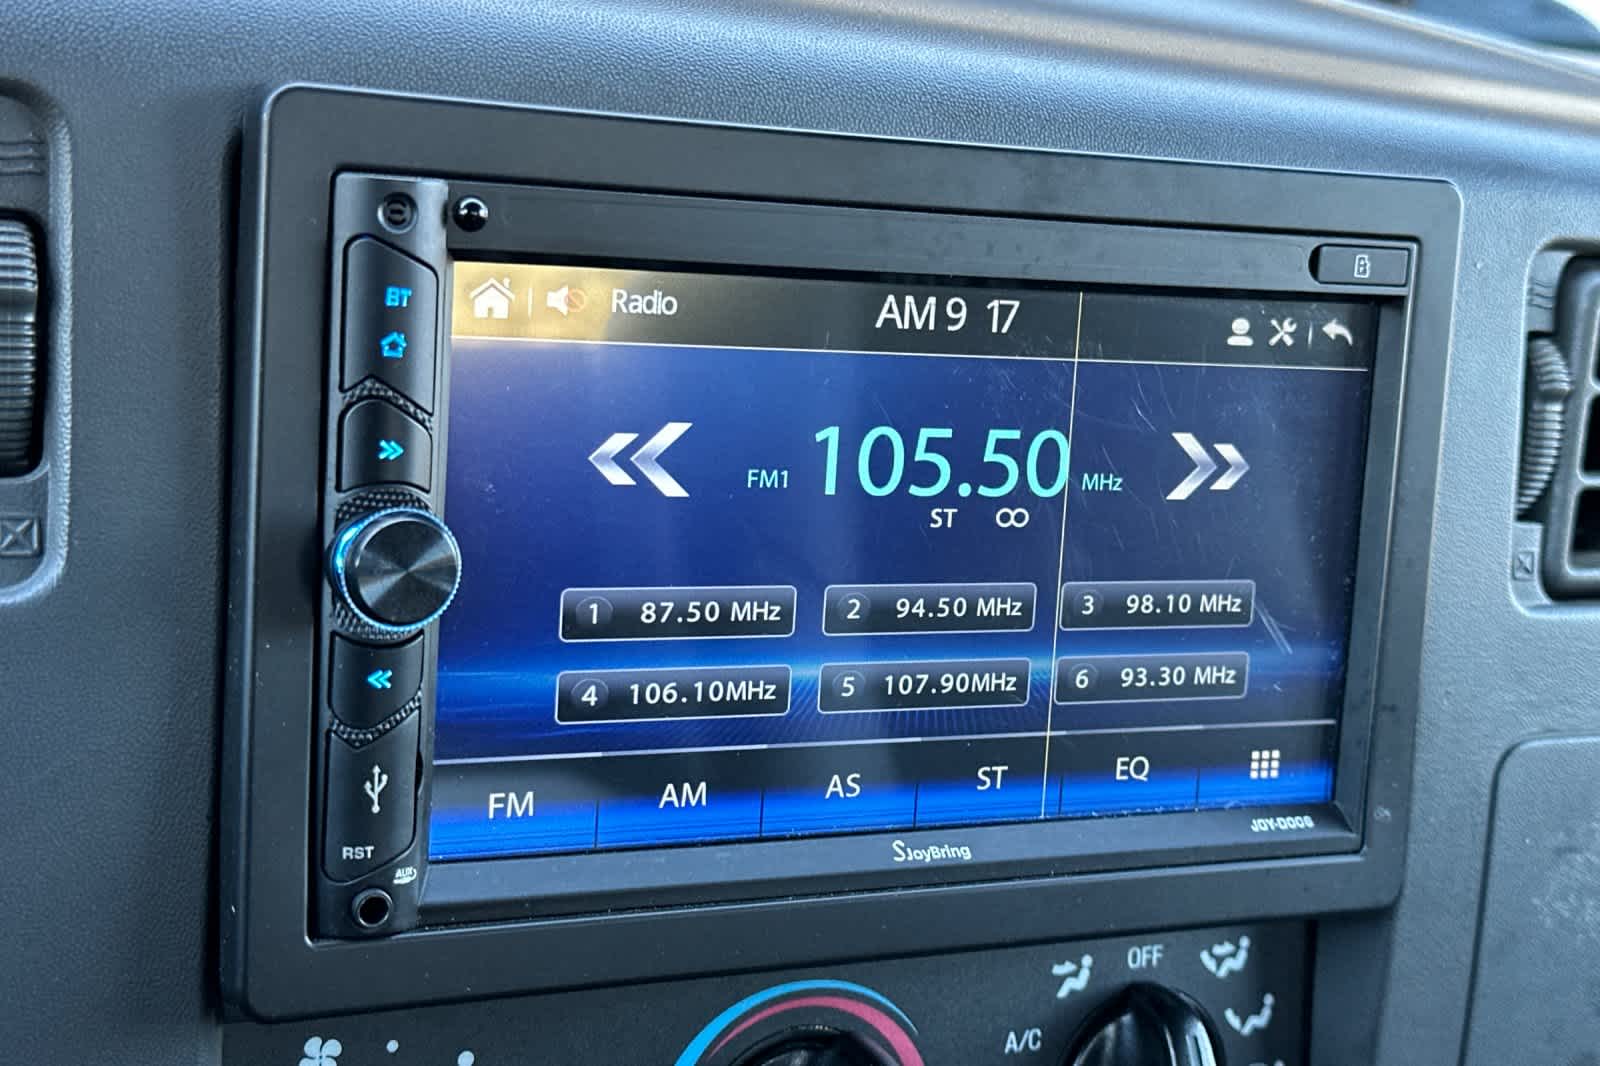 BT
RST
AUX
Radio
AM 9 17
FM1 105.50 MHz
ST
1 87.50 MHz
2 94.50 MHz
3 98.10 MHz
4 106.10MHz
5 107.90MHz
6 93.30 MHz
FM
AM
AS
ST
EQ
SJoyBring
JOY-D006
OFF
A/C